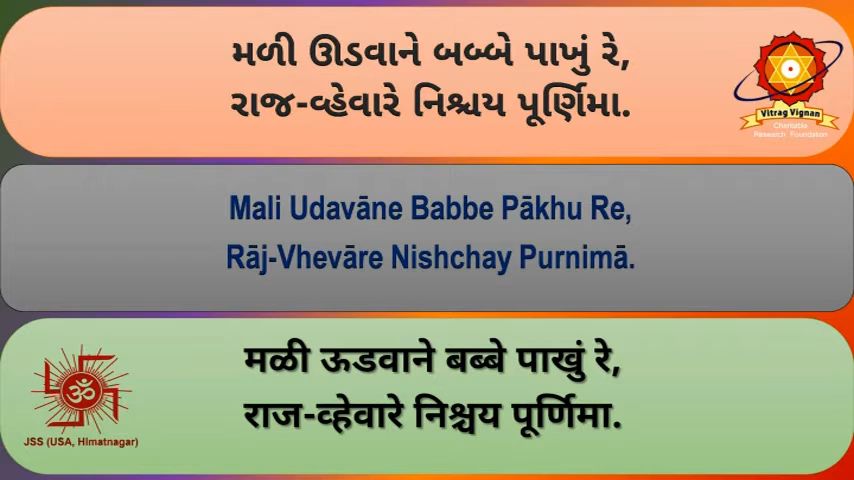 મળી ઊડવાને બબ્બે પાખું રે,
રાજ-વ્હેવારે નિશ્ચય પૂર્ણિમા.
Vitrag Vignan
Charitable
Research Foundation
Mali Udavāne Babbe Pākhu Re,
Rāj-Vhevāre Nishchay Purnimā.
मळी ऊडवाने बब्बे पाखुं रे,
राज-व्हेवारे निश्चय पूर्णिमा.
ॐ
JSS (USA, HImatnagar)